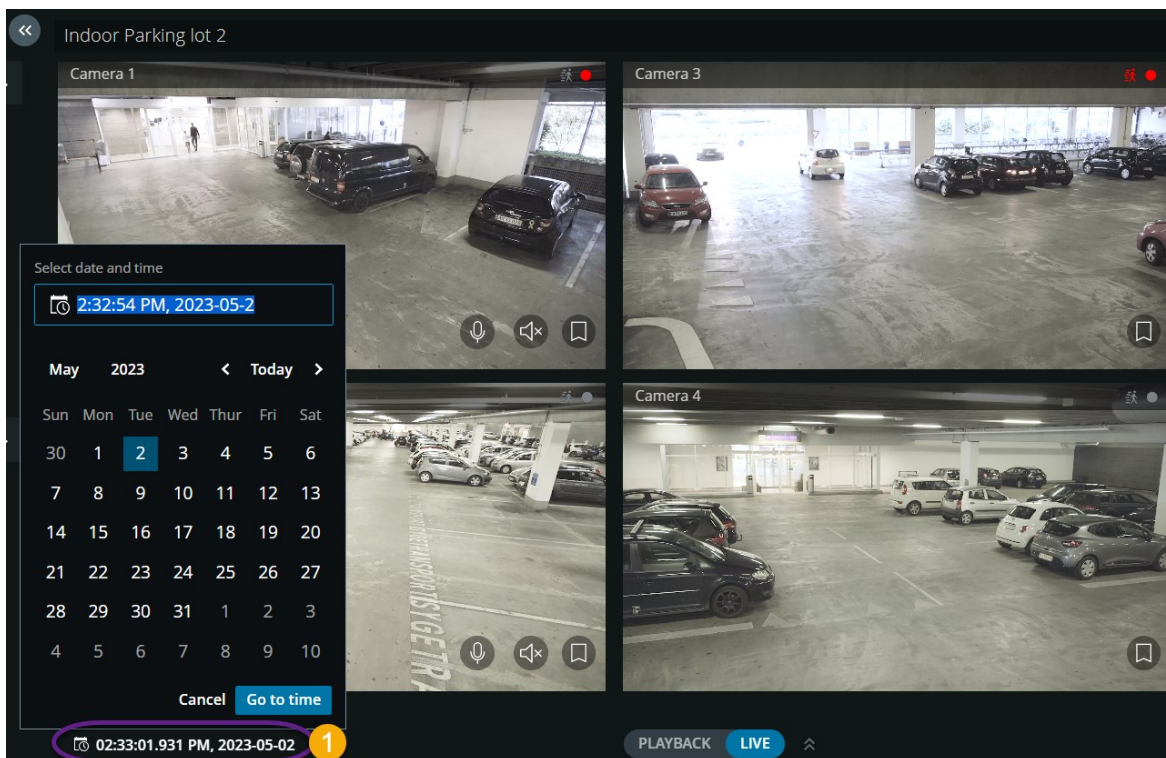 Indoor Parking lot 2
Camera 1
Camera 3
Select date and time
2:32:54 PM, 2023-05-2
May 2023 Today
Sun Mon Tue Wed Thur Fri Sat
30 1 2 3 4 5 6
7 8 9 10 11 12 13
14 15 16 17 18 19 20
21 22 23 24 25 26 27
28 29 30 31 1 2 3
4 5 6 7 8 9 10
Cancel Go to time
Camera 4
02:33:01.931 PM, 2023-05-02
1
PLAYBACK LIVE